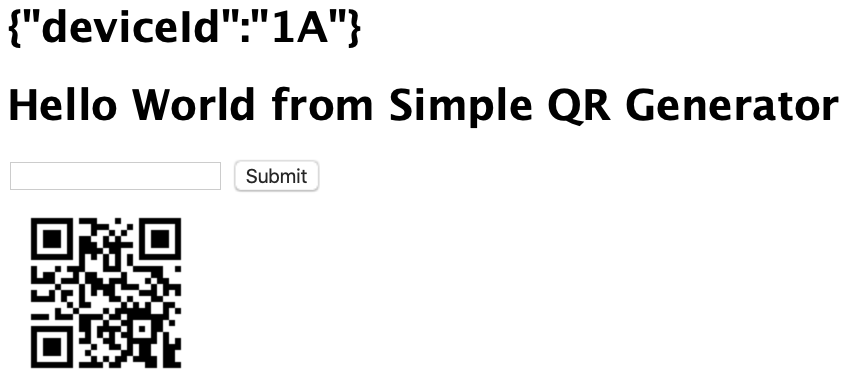 {"deviceId":"1A"}
Hello World from Simple QR Generator
Submit